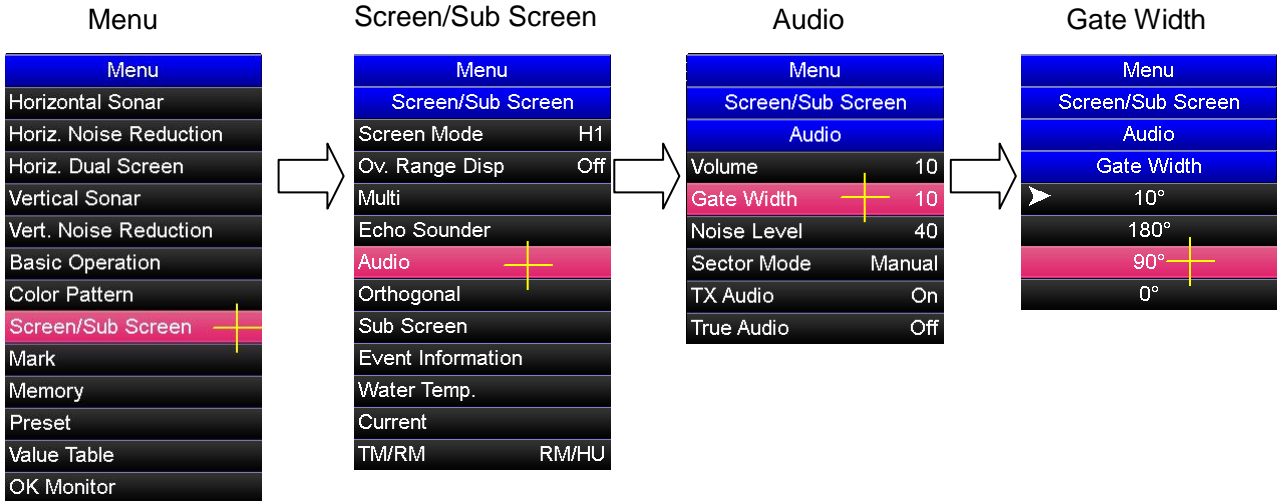 Menu
Menu
Horizontal Sonar
Horiz. Noise Reduction
Horiz. Dual Screen
Vertical Sonar
Vert. Noise Reduction
Basic Operation
Color Pattern
Screen/Sub Screen
Mark
Memory
Preset
Value Table
OK Monitor
Screen/Sub Screen
Menu
Screen/Sub Screen
Screen Mode H1
Ov. Range Disp Off
Multi
Echo Sounder
Audio
Orthogonal
Sub Screen
Event Information
Water Temp.
Current
TM/RM RM/HU
Audio
Menu
Screen/Sub Screen
Audio
Volume 10
Gate Width 10
Noise Level 40
Sector Mode Manual
TX Audio On
True Audio Off
Gate Width
Menu
Screen/Sub Screen
Audio
Gate Width
10°
180°
90°
0°